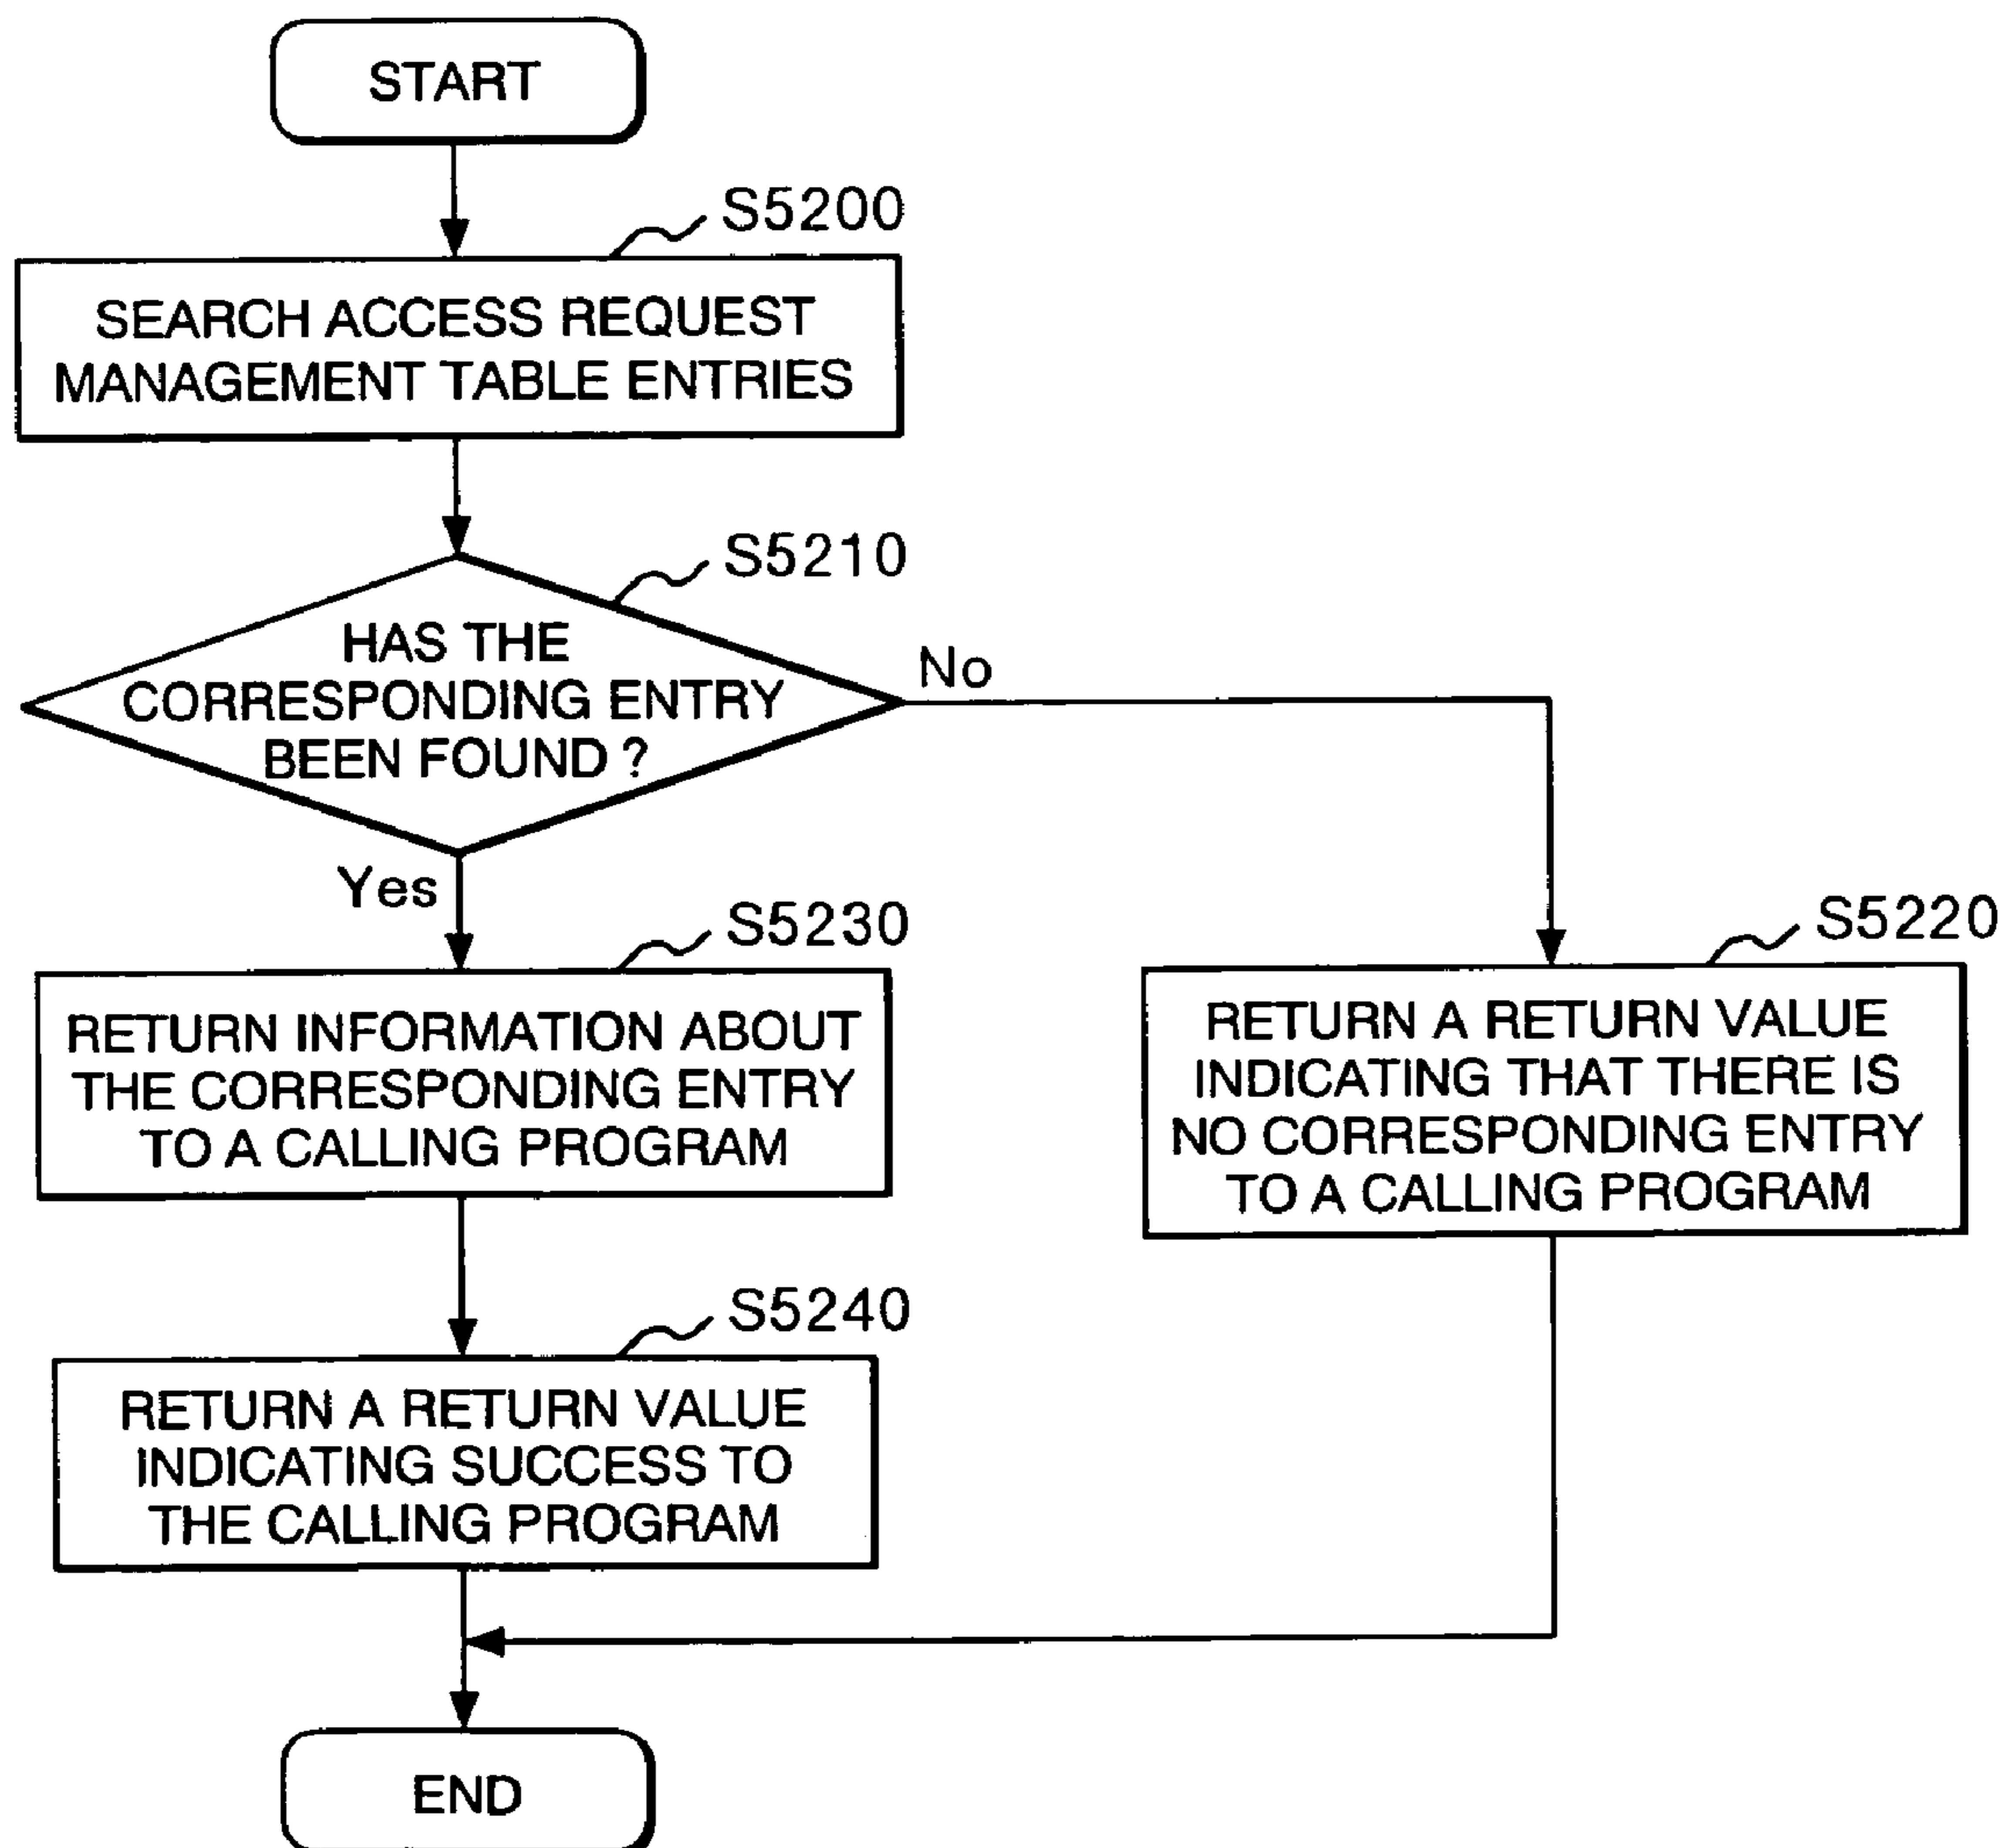 START
S5200
SEARCH ACCESS REQUEST
MANAGEMENT TABLE ENTRIES
S5210
HAS THE
CORRESPONDING ENTRY
BEEN FOUND ?
No
Yes
S5230
RETURN INFORMATION ABOUT
THE CORRESPONDING ENTRY
TO A CALLING PROGRAM
S5220
RETURN A RETURN VALUE
INDICATING THAT THERE IS
NO CORRESPONDING ENTRY
TO A CALLING PROGRAM
S5240
RETURN A RETURN VALUE
INDICATING SUCCESS TO
THE CALLING PROGRAM
END